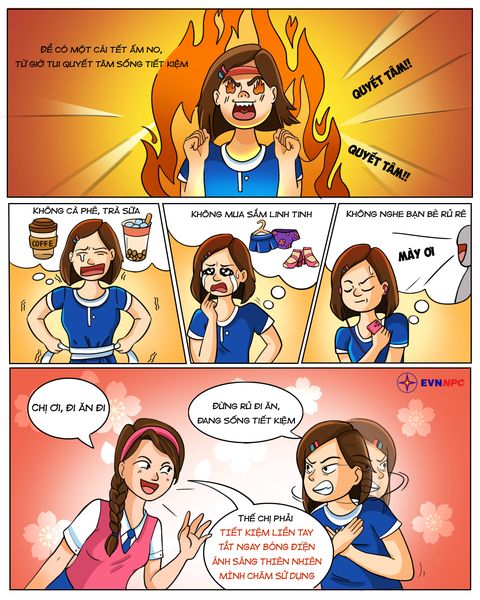 ĐỂ CÓ MỘT CÁI TẾT ẤM NO,
TỪ GIỜ TUI QUYẾT TÂM SỐNG TIẾT KIỆM
QUYẾT TÂM!!
QUYẾT TÂM!!
KHÔNG CÀ PHÊ, TRÀ SỮA
COFFE
KHÔNG MUA SẮM LINH TINH
KHÔNG NGHE BẠN BÈ RỦ RÊ
MÀY ƠI
EVNNPC
CHỊ ƠI, ĐI ĂN ĐI
ĐỪNG RỦ ĐI ĂN,
ĐANG SỐNG TIẾT KIỆM
THẾ CHỊ PHẢI
TIẾT KIỆM LIỀN TAY
TẮT NGAY BÓNG ĐIỆN
ÁNH SÁNG THIÊN NHIÊN
MÌNH CHĂM SỬ DỤNG